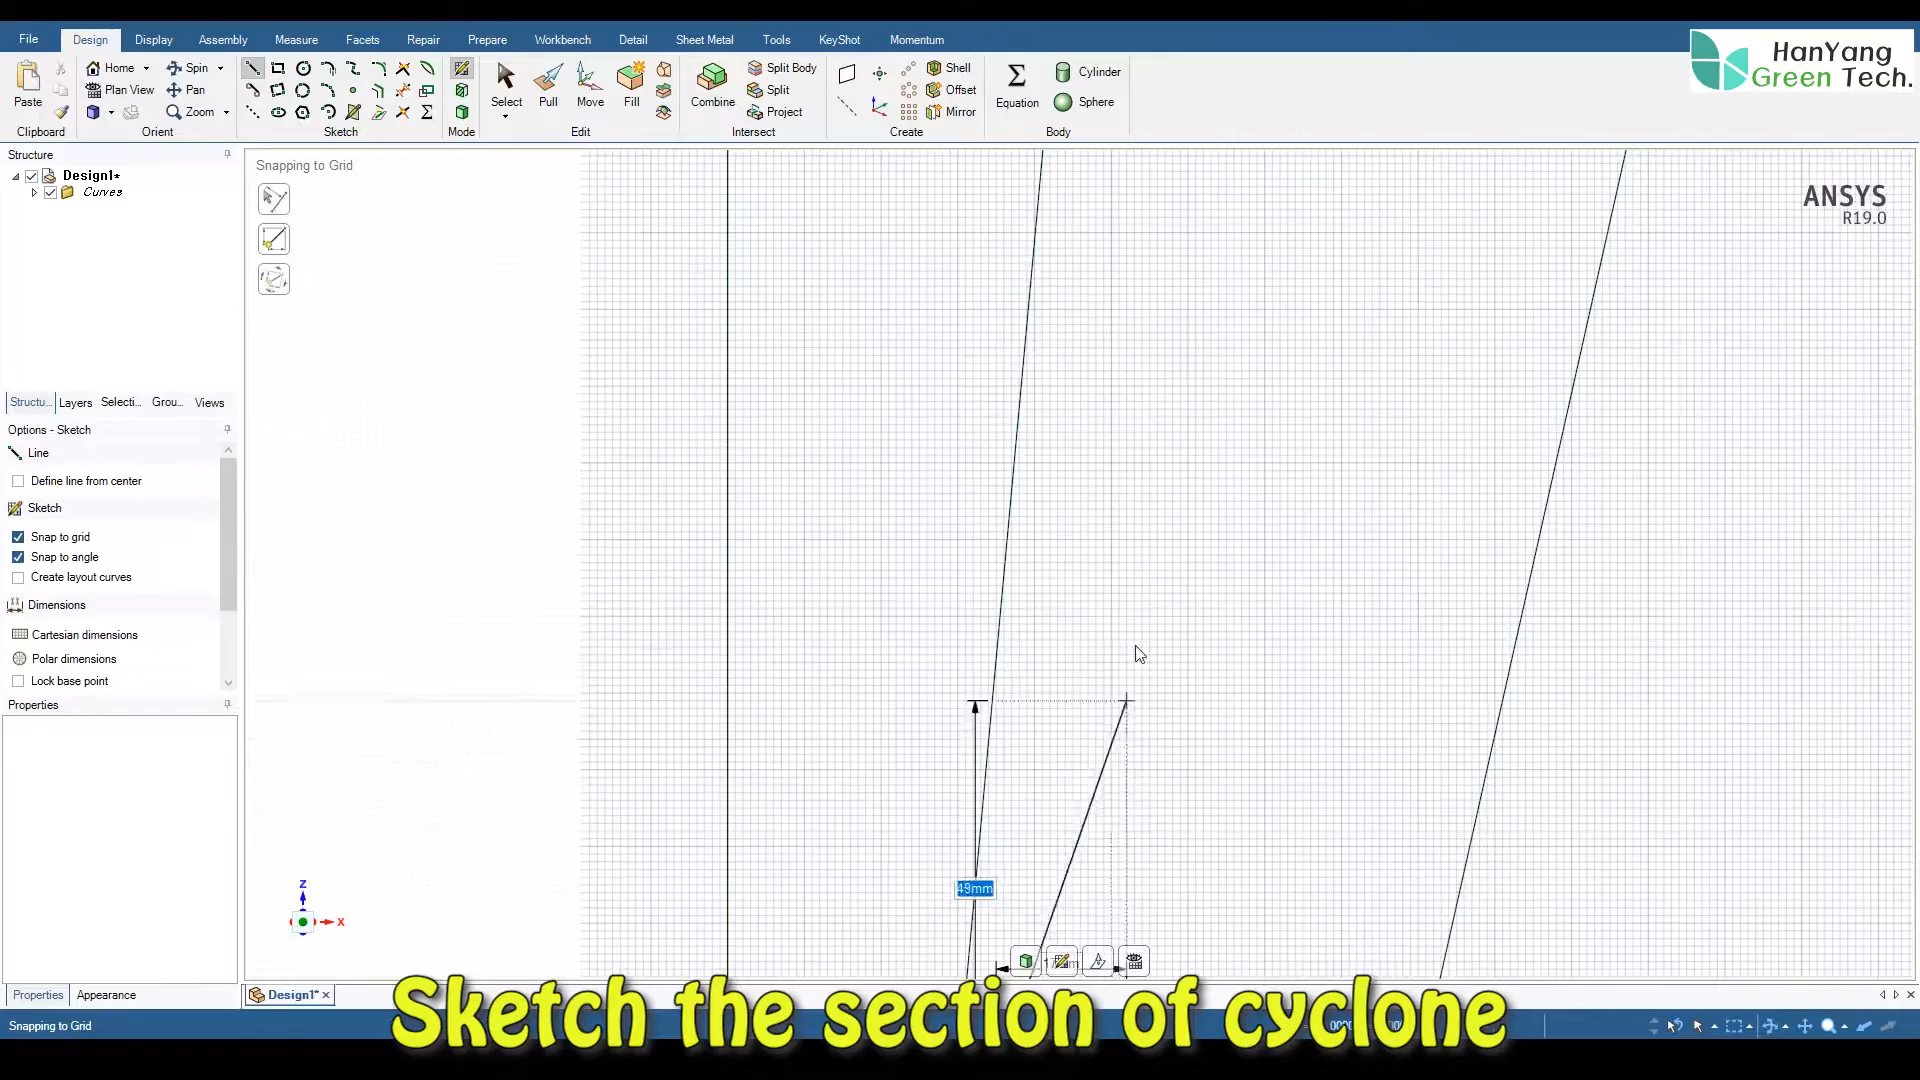 File
Design
Display
Assembly
Measure
Facets
Repair
Prepare
Workbench
Detail
Sheet Metal
Tools
KeyShot
Momentum
HanYang
Green Tech.
Paste
Clipboard
Home
Plan View
Spin
Pan
Zoom
Orient
Sketch
Mode
Select
Pull
Move
Fill
Edit
Combine
Split Body
Split
Project
Intersect
Shell
Offset
Mirror
Create
Equation
Cylinder
Sphere
Body
Structure
Design1*
Curves
Structu...
Layers
Selecti...
Grou...
Views
Options - Sketch
Line
Define line from center
Sketch
Snap to grid
Snap to angle
Create layout curves
Dimensions
Cartesian dimensions
Polar dimensions
Lock base point
Properties
Properties
Appearance
Snapping to Grid
ANSYS
R19.0
49mm
Z
X
Design1*
Snapping to Grid
Sketch the section of cyclone